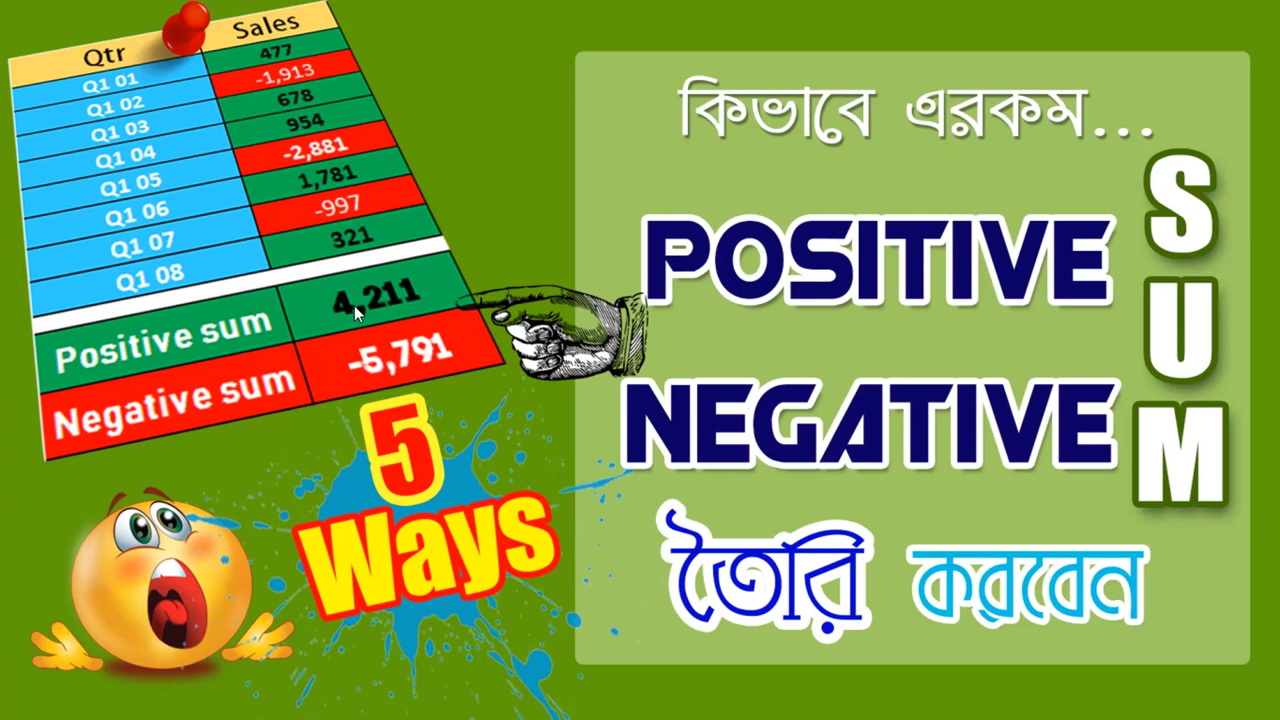 Qtr Sales
Q1 01 477
Q1 02 -1,913
Q1 03 678
Q1 04 954
Q1 05 -2,881
Q1 06 1,781
Q1 07 -997
Q1 08 321
Positive sum 4,211
Negative sum -5,791
5
Ways
কিভাবে এরকম...
POSITIVE
NEGATIVE
SUM
তৈরি করবেন